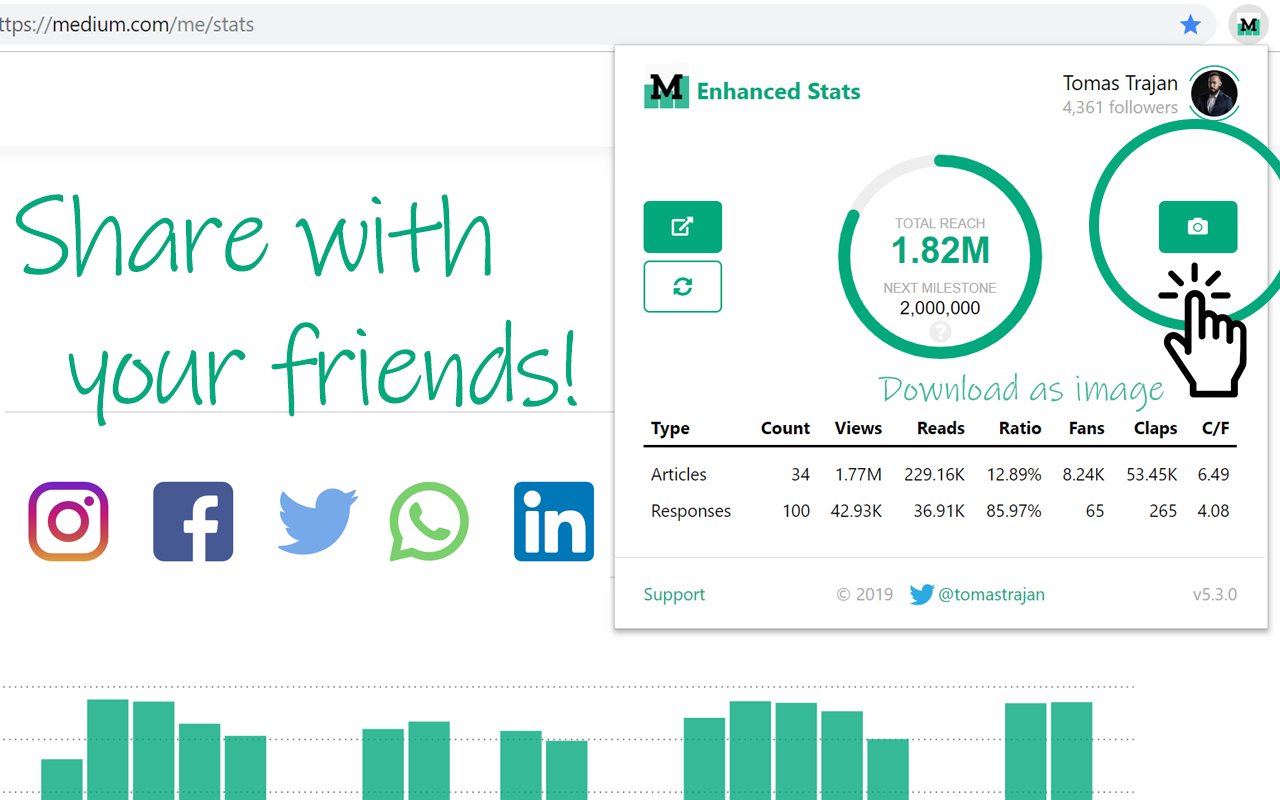 ttps://medium.com/me/stats
M
M Enhanced Stats
Tomas Trajan
4,361 followers
Share with
your friends!
TOTAL REACH
1.82M
NEXT MILESTONE
2,000,000
?
Download as image
Type Count Views Reads Ratio Fans Claps C/F
Articles 34 1.77M 229.16K 12.89% 8.24K 53.45K 6.49
Responses 100 42.93K 36.91K 85.97% 65 265 4.08
in
Support © 2019 @tomastrajan v5.3.0